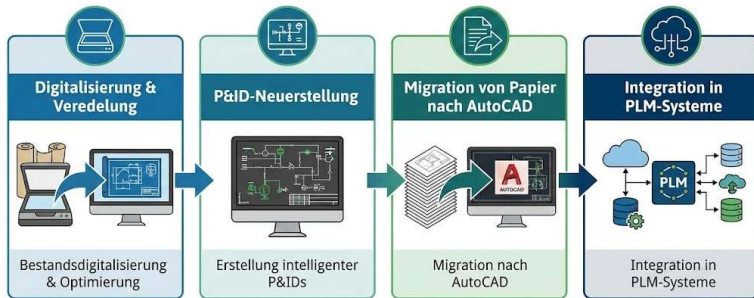 Digitalisierung &
Veredelung
Bestandsdigitalisierung
& Optimierung
P&ID-Neuerstellung
Erstellung intelligenter
P&IDs
Migration von Papier
nach AutoCAD
A
AUTOCAD
Migration nach
AutoCAD
Integration in
PLM-Systeme
PLM
Integration in
PLM-Systeme